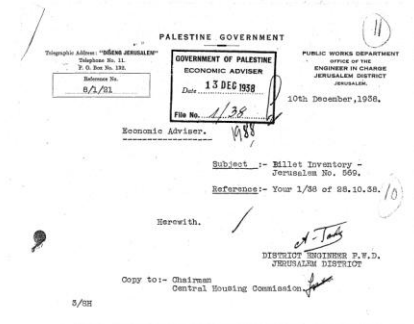 11
PALESTINE GOVERNMENT
Telegraphic Address: "DISENG JERUSALEM"
Telephone No. 11.
P. O. Box No. 132.
Reference No.
8/1/21
GOVERNMENT OF PALESTINE
ECONOMIC ADVISER
Date 13 DEC 1938
File No. 1/38
PUBLIC WORKS DEPARTMENT
OFFICE OF THE
ENGINEER IN CHARGE
JERUSALEM DISTRICT
JERUSALEM.
10th December, 1938.
Economic Adviser.
Subject :- Billet Inventory -
Jerusalem No. 569.
Reference:- Your 1/38 of 28.10.38.
10
Herewith.
DISTRICT ENGINEER P.W.D.
JERUSALEM DISTRICT
Copy to:- Chairman
Central Housing Commission.
3/HH